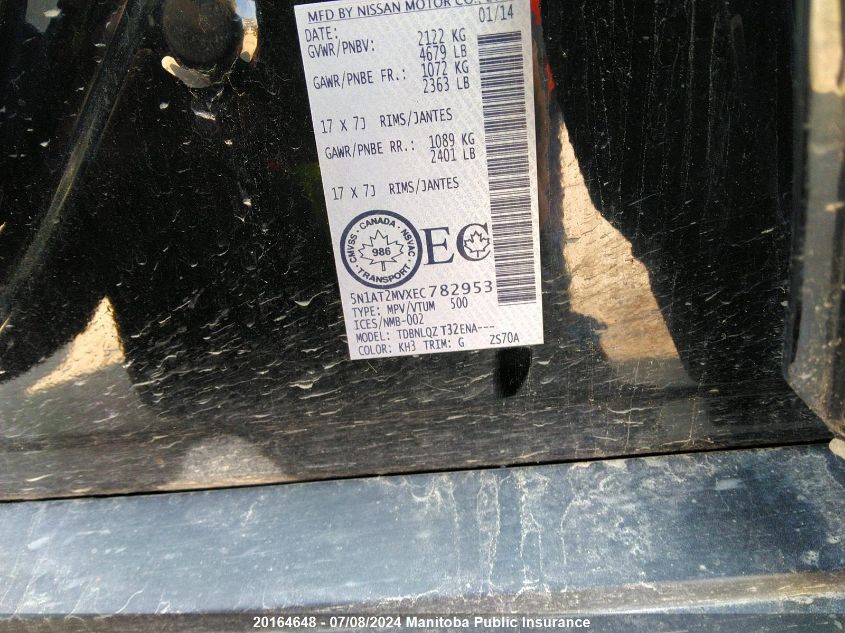 MFD BY NISSAN MOTOR CO.,
DATE: 01/14
GVWR/PNBV: 2122 KG
4679 LB
GAWR/PNBE FR.: 1072 KG
2363 LB
17 X 7J RIMS/JANTES
GAWR/PNBE RR.: 1089 KG
2401 LB
17 X 7J RIMS/JANTES
CMVSS · CANADA · NSVAC · TRANSPORT ·
986
EC
5N1AT2MVXEC782953
TYPE: MPV/VTUM 500
ICES/NMB-002
MODEL: TDBNLQZ T32ENA---
COLOR: KH3 TRIM: G ZS70A
20164648 - 07/08/2024 Manitoba Public Insurance